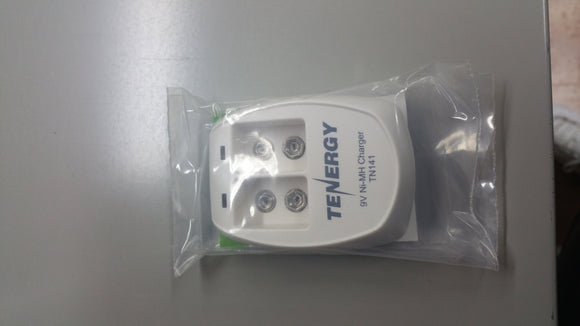 TENERGY
9V Ni-MH Charger
TN141